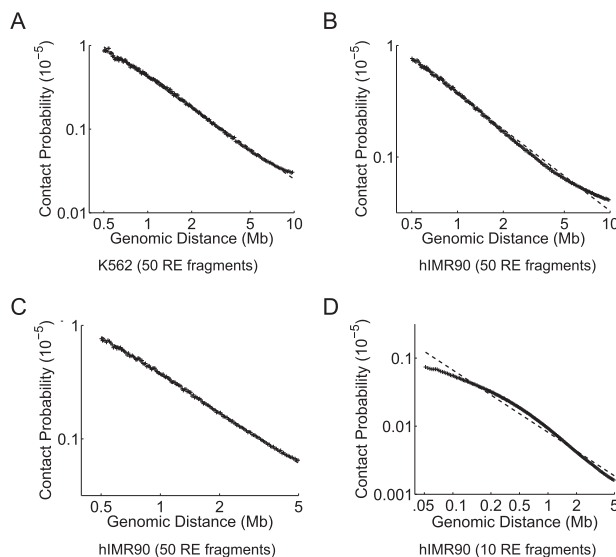 A
Contact Probability (10⁻⁵)
1
0.1
0.01
0.5 1 2 5 10
Genomic Distance (Mb)
K562 (50 RE fragments)
B
Contact Probability (10⁻⁵)
1
0.1
0.5 1 2 5 10
Genomic Distance (Mb)
hIMR90 (50 RE fragments)
C
Contact Probability (10⁻⁵)
1
0.1
0.5 1 2 5
Genomic Distance (Mb)
hIMR90 (50 RE fragments)
D
Contact Probability (10⁻⁵)
0.1
0.01
0.001
.05 0.1 0.2 0.5 1 2 5
Genomic Distance (Mb)
hIMR90 (10 RE fragments)